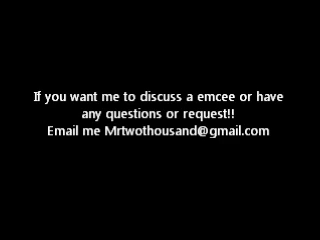 If you want me to discuss a emcee or have
any questions or request!!
Email me Mrtwothousand@gmail.com